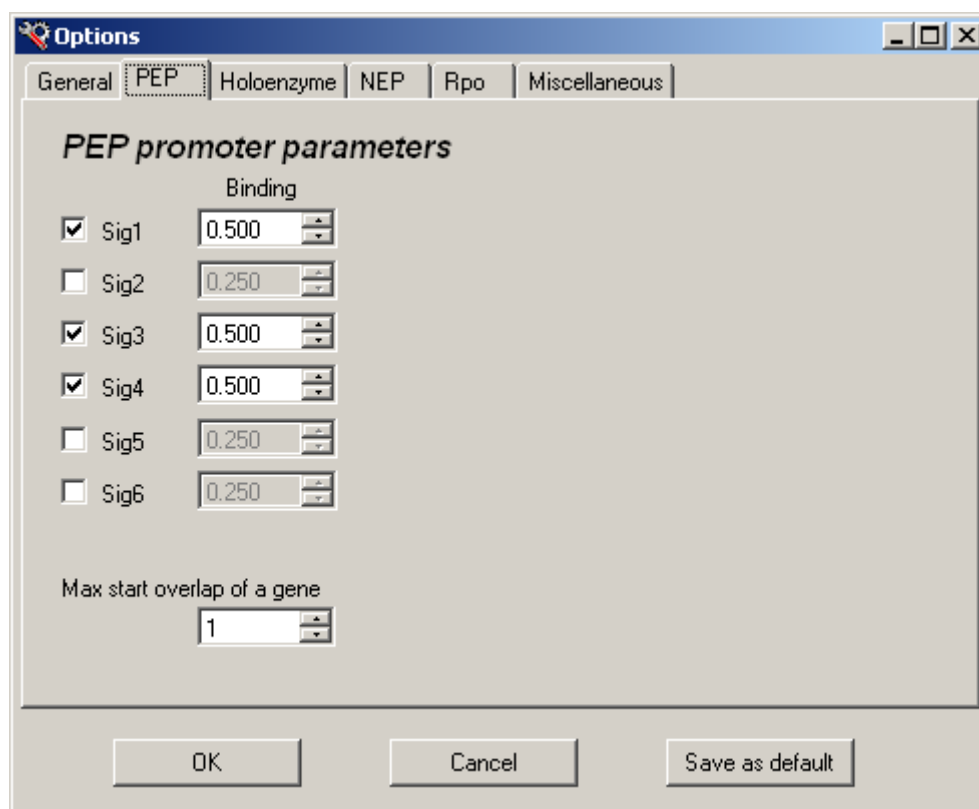 Options
General PEP Holoenzyme NEP Rpo Miscellaneous
PEP promoter parameters
Binding
Sig1 0.500
Sig2 0.250
Sig3 0.500
Sig4 0.500
Sig5 0.250
Sig6 0.250
Max start overlap of a gene
1
OK Cancel Save as default